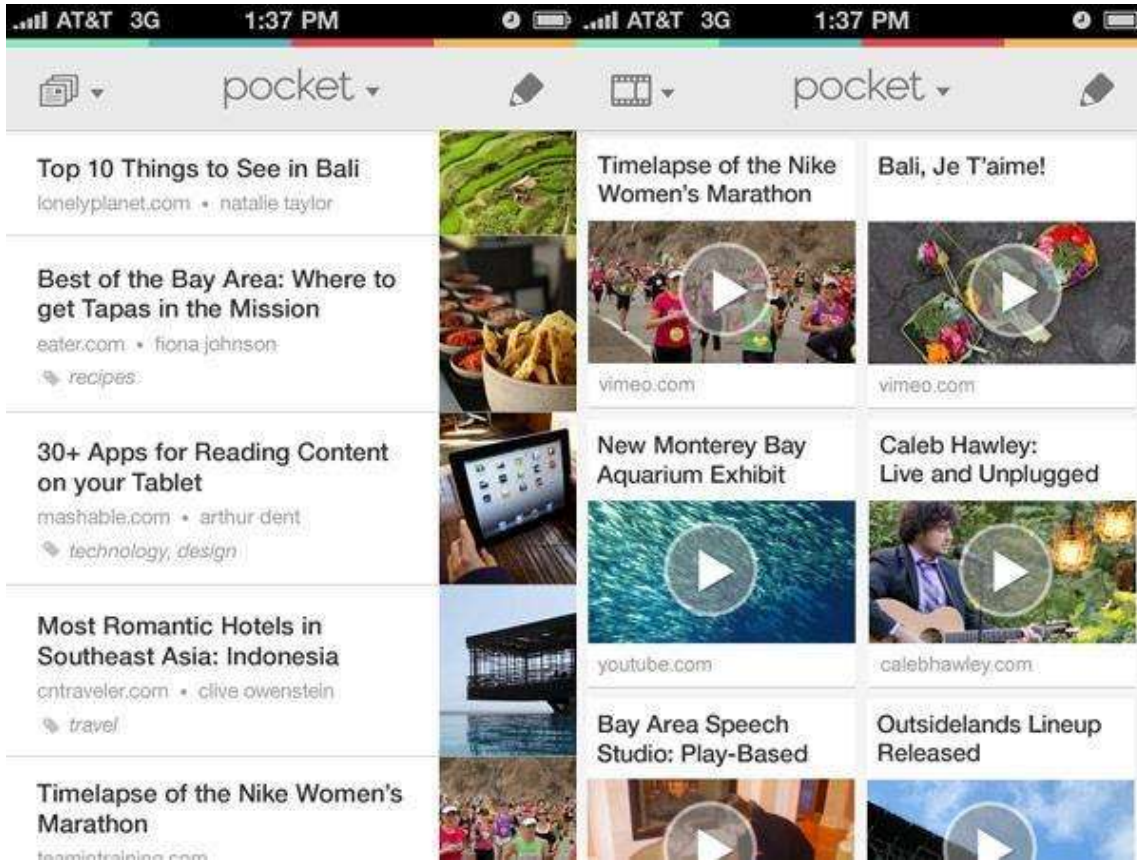 AT&T 3G 1:37 PM
pocket
Top 10 Things to See in Bali
lonelyplanet.com • natalie taylor
Best of the Bay Area: Where to
get Tapas in the Mission
eater.com • fiona johnson
recipes
30+ Apps for Reading Content
on your Tablet
mashable.com • arthur dent
technology, design
Most Romantic Hotels in
Southeast Asia: Indonesia
cntraveler.com • clive owenstein
travel
Timelapse of the Nike Women's
Marathon
teamintraining.com
AT&T 3G 1:37 PM
pocket
Timelapse of the Nike
Women's Marathon
vimeo.com
Bali, Je T'aime!
vimeo.com
New Monterey Bay
Aquarium Exhibit
youtube.com
Caleb Hawley:
Live and Unplugged
calebhawley.com
Bay Area Speech
Studio: Play-Based
Outsidelands Lineup
Released